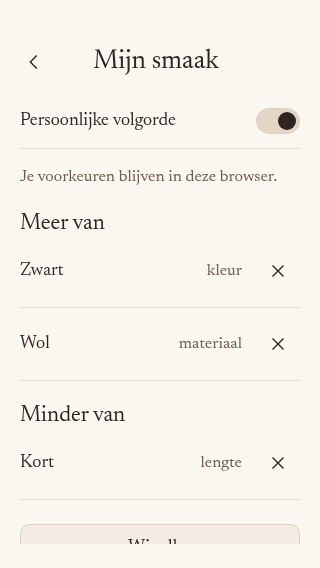 Mijn smaak
Persoonlijke volgorde
Je voorkeuren blijven in deze browser.
Meer van
Zwart kleur
Wol materiaal
Minder van
Kort lengte